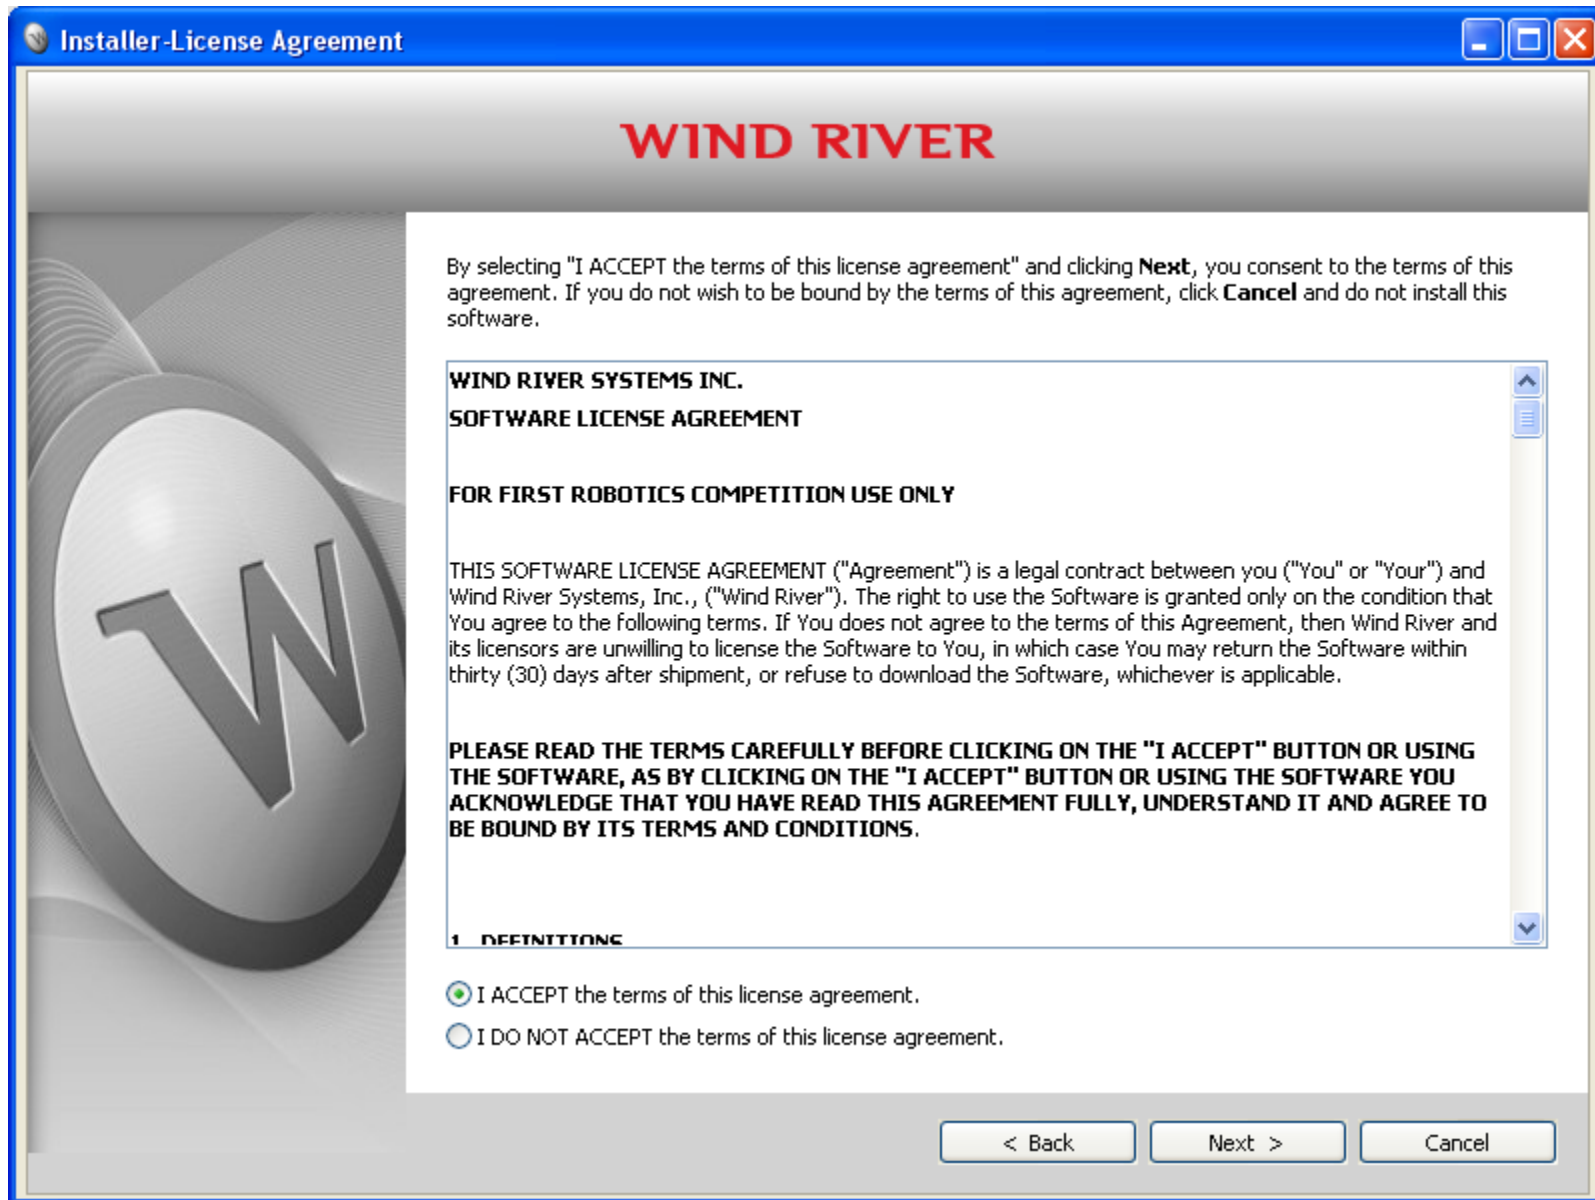 Installer-License Agreement
WIND RIVER
By selecting "I ACCEPT the terms of this license agreement" and clicking Next, you consent to the terms of this
agreement. If you do not wish to be bound by the terms of this agreement, click Cancel and do not install this
software.
WIND RIVER SYSTEMS INC.
SOFTWARE LICENSE AGREEMENT
FOR FIRST ROBOTICS COMPETITION USE ONLY
THIS SOFTWARE LICENSE AGREEMENT ("Agreement") is a legal contract between you ("You" or "Your") and
Wind River Systems, Inc., ("Wind River"). The right to use the Software is granted only on the condition that
You agree to the following terms. If You does not agree to the terms of this Agreement, then Wind River and
its licensors are unwilling to license the Software to You, in which case You may return the Software within
thirty (30) days after shipment, or refuse to download the Software, whichever is applicable.
PLEASE READ THE TERMS CAREFULLY BEFORE CLICKING ON THE "I ACCEPT" BUTTON OR USING
THE SOFTWARE, AS BY CLICKING ON THE "I ACCEPT" BUTTON OR USING THE SOFTWARE YOU
ACKNOWLEDGE THAT YOU HAVE READ THIS AGREEMENT FULLY, UNDERSTAND IT AND AGREE TO
BE BOUND BY ITS TERMS AND CONDITIONS.
1. DEFINITIONS
I ACCEPT the terms of this license agreement.
I DO NOT ACCEPT the terms of this license agreement.
W
< Back
Next >
Cancel